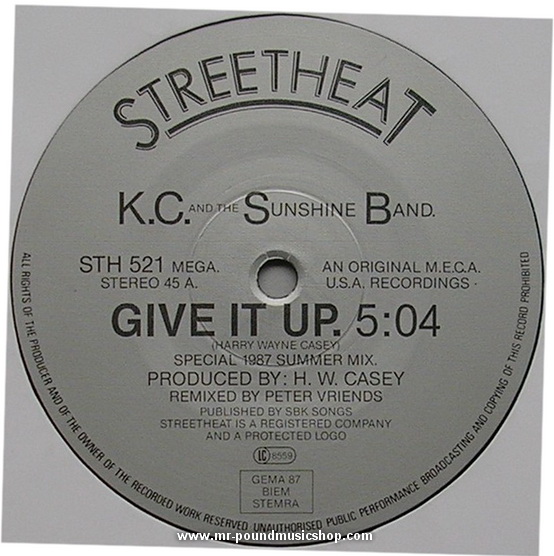 STREETHEAT
K.C. AND THE SUNSHINE BAND.
STH 521 MEGA.
STEREO 45 A.
AN ORIGINAL M.E.C.A.
U.S.A. RECORDINGS -
GIVE IT UP. 5:04
(HARRY WAYNE CASEY)
SPECIAL 1987 SUMMER MIX.
PRODUCED BY: H. W. CASEY
REMIXED BY PETER VRIENDS
PUBLISHED BY SBK SONGS
STREETHEAT IS A REGISTERED COMPANY
AND A PROTECTED LOGO
LC 8559
GEMA 87
BIEM
STEMRA
ALL RIGHTS OF THE PRODUCER AND OF THE OWNER OF THE RECORDED WORK RESERVED. UNAUTHORISED PUBLIC PERFORMANCE BROADCASTING AND COPYING OF THIS RECORD PROHIBITED
www.mr-poundmusicshop.com